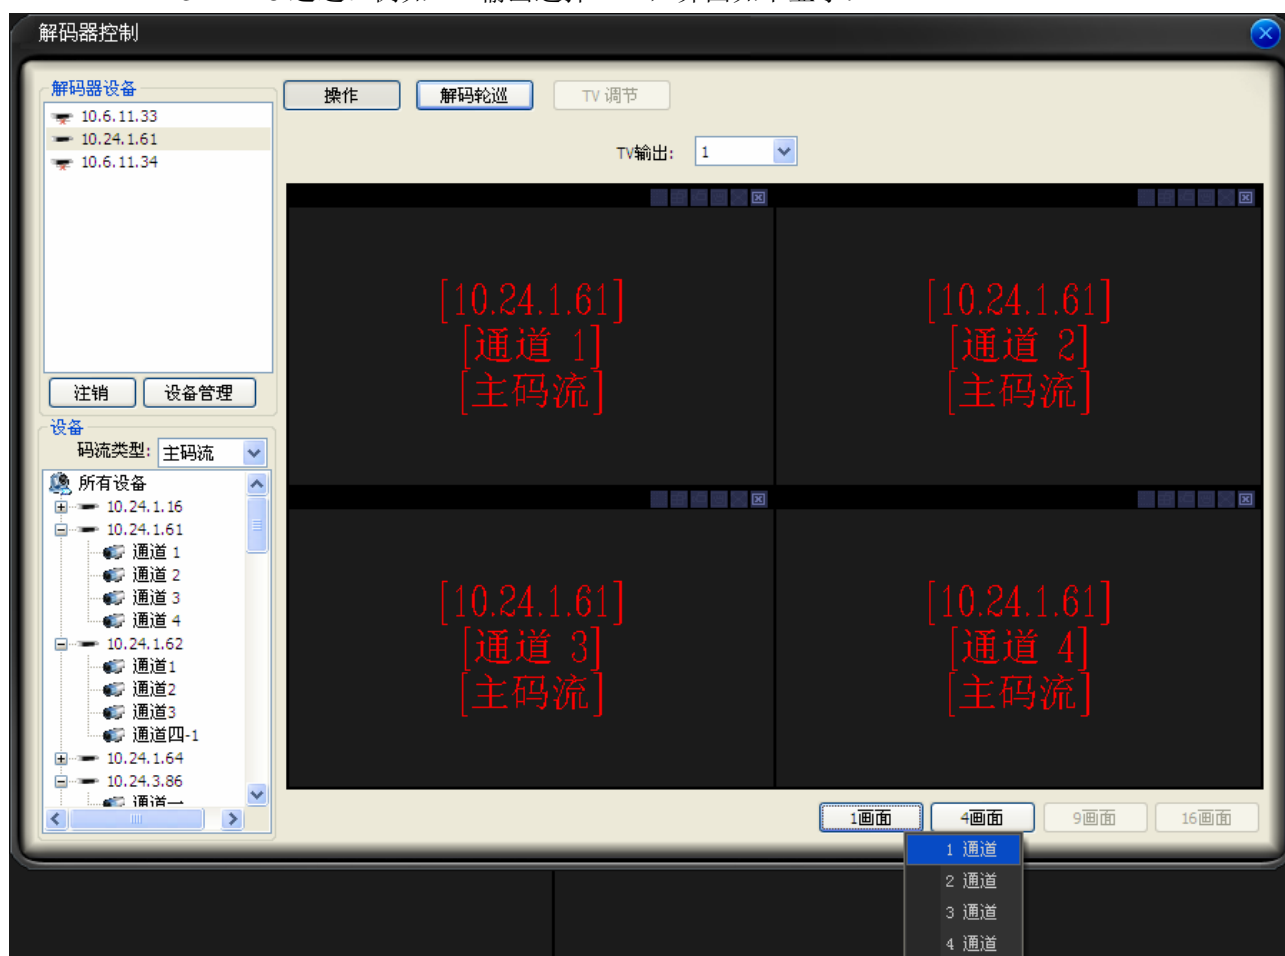 解码器控制
解码器设备
10.6.11.33
10.24.1.61
10.6.11.34
注销 设备管理
操作 解码轮巡 TV 调节
TV输出: 1
[10.24.1.61]
[通道 1]
[主码流]
[10.24.1.61]
[通道 2]
[主码流]
[10.24.1.61]
[通道 3]
[主码流]
[10.24.1.61]
[通道 4]
[主码流]
设备
码流类型: 主码流
所有设备
10.24.1.16
10.24.1.61
通道 1
通道 2
通道 3
通道 4
10.24.1.62
通道1
通道2
通道3
通道四-1
10.24.1.64
10.24.3.86
通道一
1画面 4画面 9画面 16画面
1 通道
2 通道
3 通道
4 通道